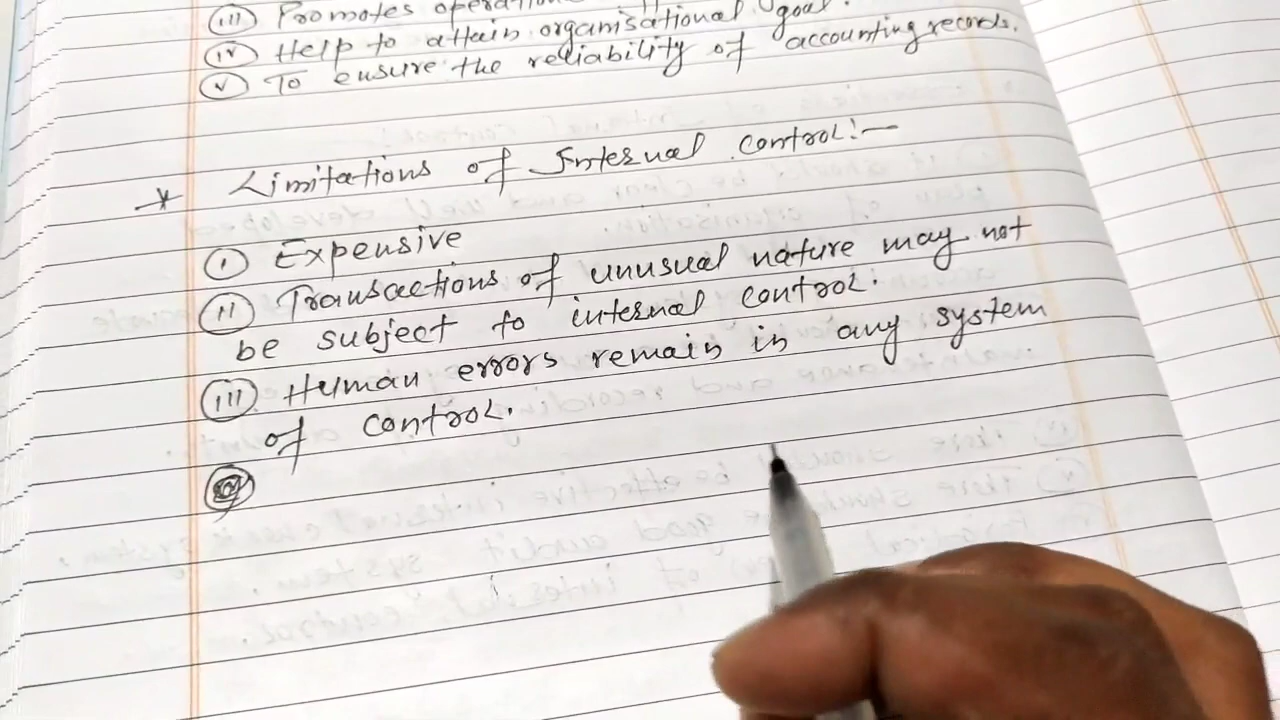 (iii) Promotes
(iv) Help to attain organisational goal.
(v) To ensure the reliability of accounting records.
* Limitations of Internal control:-
(i) Expensive
(ii) Transactions of unusual nature may not
be subject to internal control.
(iii) Human errors remain in any system
of control.